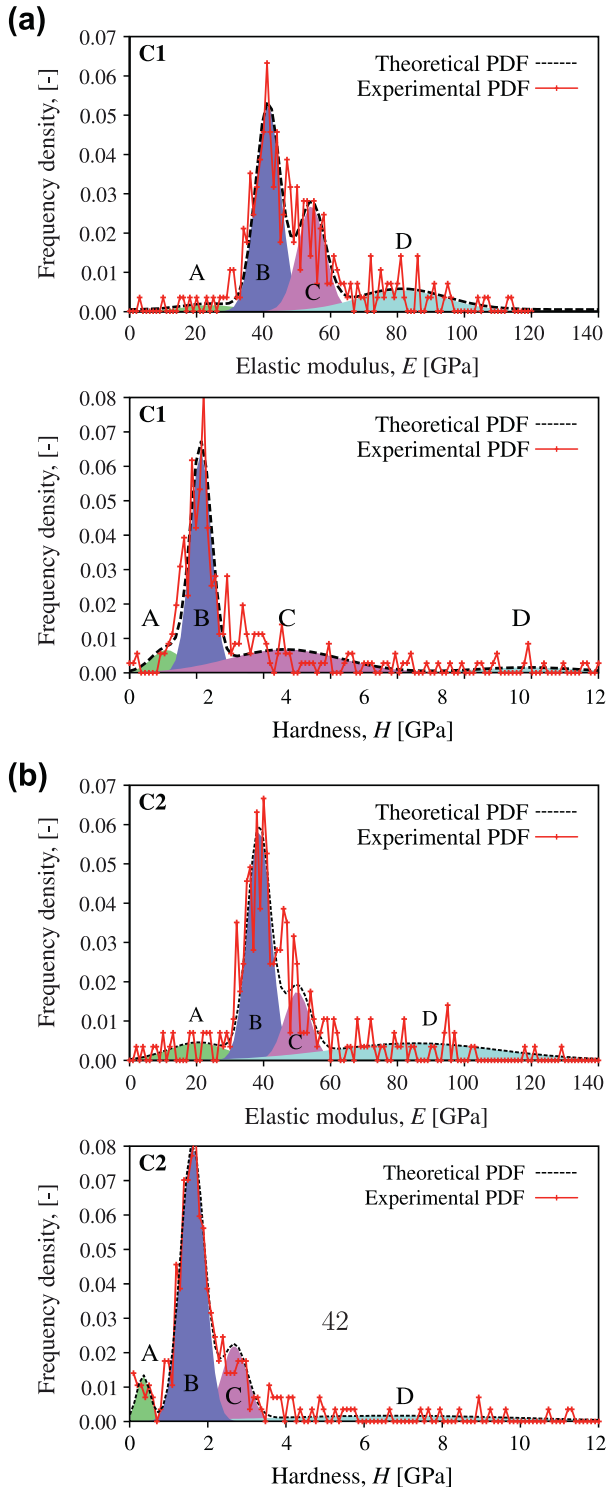 (a)
C1
Theoretical PDF
Experimental PDF
Frequency density, [-]
0.07
0.06
0.05
0.04
0.03
0.02
0.01
0.00
A
B
C
D
0 20 40 60 80 100 120 140
Elastic modulus, E [GPa]
C1
Theoretical PDF
Experimental PDF
Frequency density, [-]
0.08
0.07
0.06
0.05
0.04
0.03
0.02
0.01
0.00
A
B
C
D
0 2 4 6 8 10 12
Hardness, H [GPa]
(b)
C2
Theoretical PDF
Experimental PDF
Frequency density, [-]
0.07
0.06
0.05
0.04
0.03
0.02
0.01
0.00
A
B
C
D
0 20 40 60 80 100 120 140
Elastic modulus, E [GPa]
C2
Theoretical PDF
Experimental PDF
Frequency density, [-]
0.08
0.07
0.06
0.05
0.04
0.03
0.02
0.01
0.00
42
A
B
C
D
0 2 4 6 8 10 12
Hardness, H [GPa]